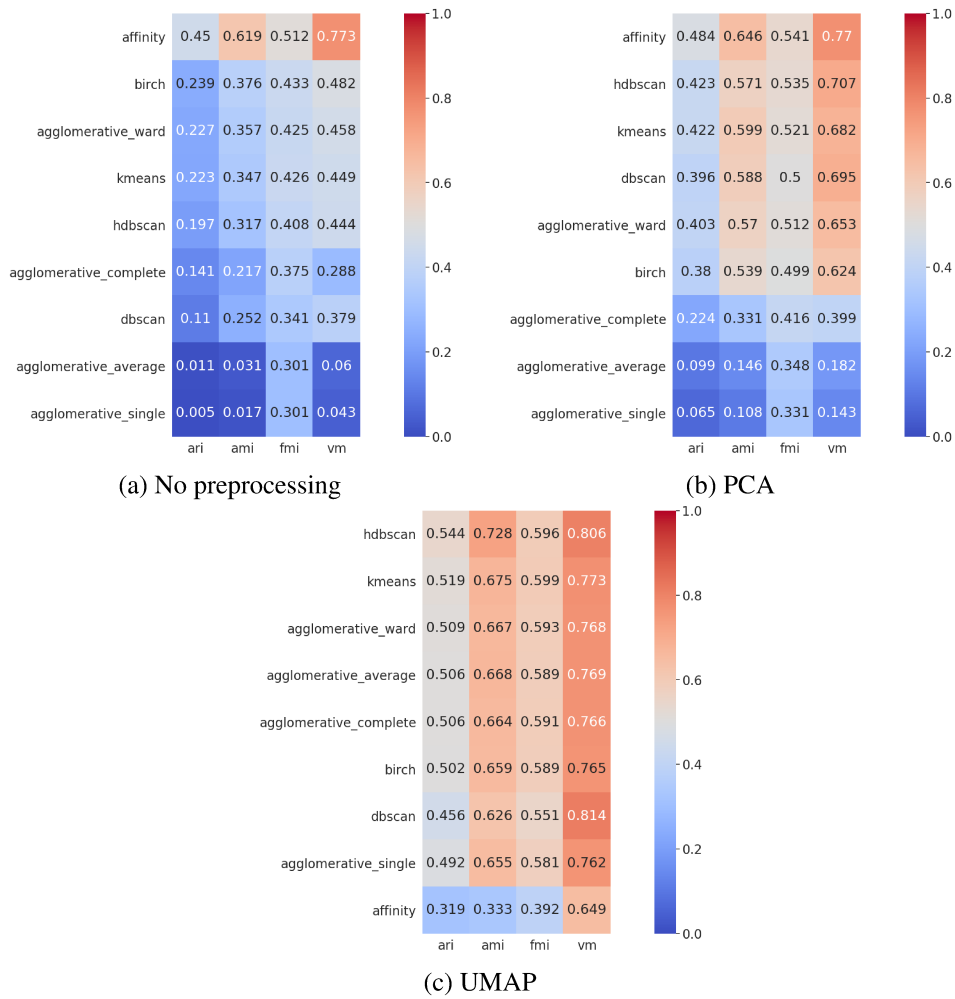 affinity 0.45 0.619 0.512 0.773
birch 0.239 0.376 0.433 0.482
agglomerative_ward 0.227 0.357 0.425 0.458
kmeans 0.223 0.347 0.426 0.449
hdbscan 0.197 0.317 0.408 0.444
agglomerative_complete 0.141 0.217 0.375 0.288
dbscan 0.11 0.252 0.341 0.379
agglomerative_average 0.011 0.031 0.301 0.06
agglomerative_single 0.005 0.017 0.301 0.043
ari ami fmi vm
1.0
0.8
0.6
0.4
0.2
0.0
(a) No preprocessing
affinity 0.484 0.646 0.541 0.77
hdbscan 0.423 0.571 0.535 0.707
kmeans 0.422 0.599 0.521 0.682
dbscan 0.396 0.588 0.5 0.695
agglomerative_ward 0.403 0.57 0.512 0.653
birch 0.38 0.539 0.499 0.624
agglomerative_complete 0.224 0.331 0.416 0.399
agglomerative_average 0.099 0.146 0.348 0.182
agglomerative_single 0.065 0.108 0.331 0.143
ari ami fmi vm
1.0
0.8
0.6
0.4
0.2
0.0
(b) PCA
hdbscan 0.544 0.728 0.596 0.806
kmeans 0.519 0.675 0.599 0.773
agglomerative_ward 0.509 0.667 0.593 0.768
agglomerative_average 0.506 0.668 0.589 0.769
agglomerative_complete 0.506 0.664 0.591 0.766
birch 0.502 0.659 0.589 0.765
dbscan 0.456 0.626 0.551 0.814
agglomerative_single 0.492 0.655 0.581 0.762
affinity 0.319 0.333 0.392 0.649
ari ami fmi vm
1.0
0.8
0.6
0.4
0.2
0.0
(c) UMAP